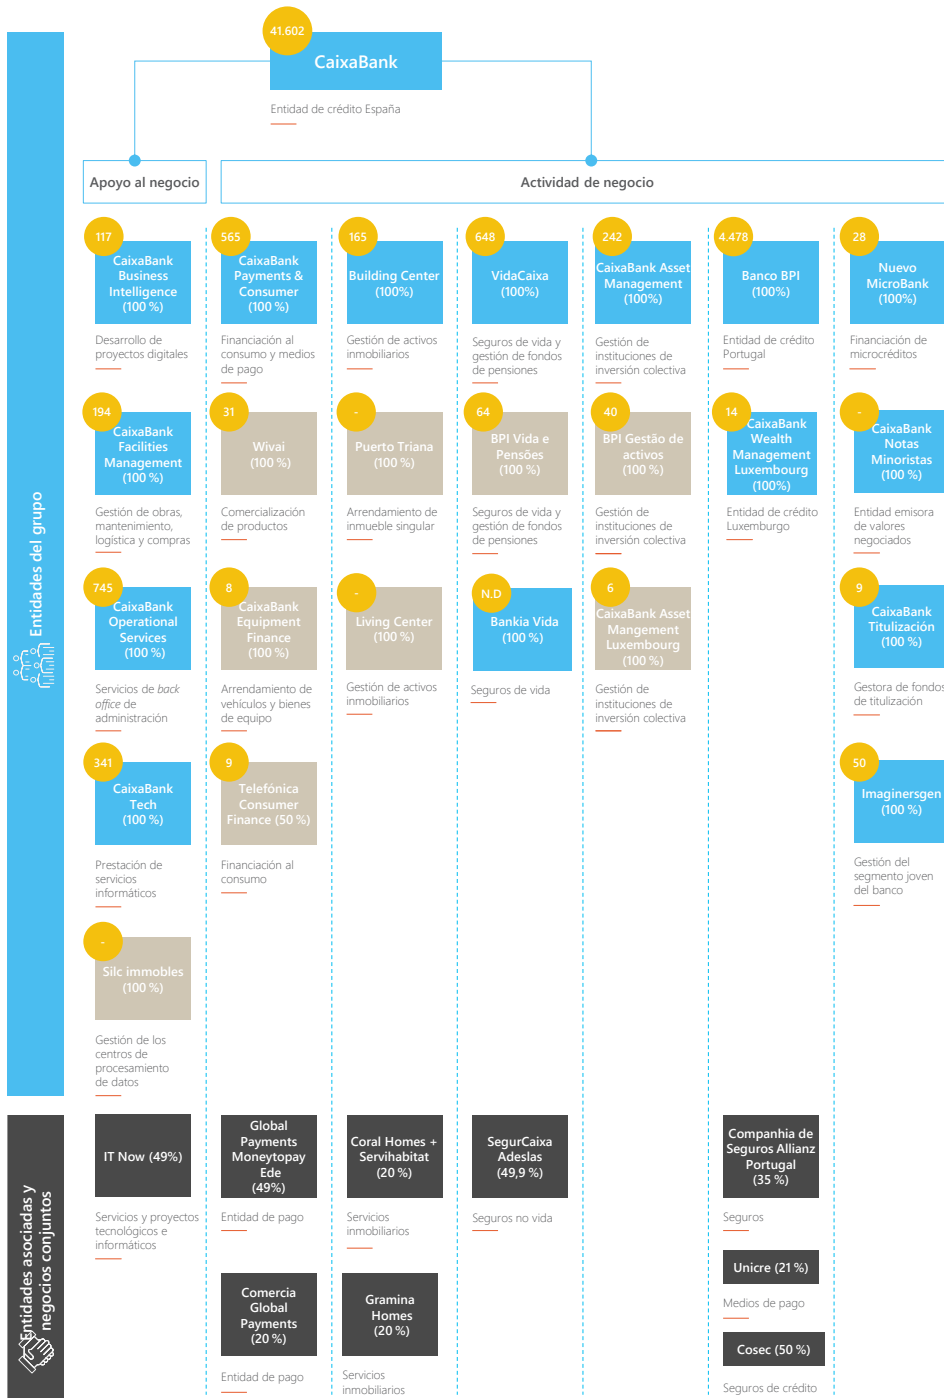 41.602
CaixaBank
Entidad de crédito España
Apoyo al negocio
Actividad de negocio
Entidades del grupo
117
CaixaBank
Business
Intelligence
(100 %)
Desarrollo de
proyectos digitales
194
CaixaBank
Facilities
Management
(100 %)
Gestión de obras,
mantenimiento,
logística y compras
745
CaixaBank
Operational
Services
(100 %)
Servicios de back
office de
administración
341
CaixaBank
Tech
(100 %)
Prestación de
servicios
informáticos
-
Silc immobles
(100 %)
Gestión de los
centros de
procesamiento
de datos
565
CaixaBank
Payments &
Consumer
(100 %)
Financiación al
consumo y medios
de pago
31
Wivai
(100 %)
Comercialización
de productos
8
CaixaBank
Equipment
Finance
(100 %)
Arrendamiento de
vehículos y bienes
de equipo
9
Telefónica
Consumer
Finance (50 %)
Financiación al
consumo
165
Building Center
(100%)
Gestión de activos
inmobiliarios
-
Puerto Triana
(100 %)
Arrendamiento de
inmueble singular
-
Living Center
(100 %)
Gestión de activos
inmobiliarios
648
VidaCaixa
(100%)
Seguros de vida y
gestión de fondos
de pensiones
64
BPI Vida e
Pensões
(100 %)
Seguros de vida y
gestión de fondos
de pensiones
N.D
Bankia Vida
(100 %)
Seguros de vida
242
CaixaBank Asset
Management
(100%)
Gestión de
instituciones de
inversión colectiva
40
BPI Gestão de
activos
(100 %)
Gestión de
instituciones de
inversión colectiva
6
CaixaBank Asset
Mangement
Luxembourg
(100 %)
Gestión de
instituciones de
inversión colectiva
4.478
Banco BPI
(100%)
Entidad de crédito
Portugal
14
CaixaBank
Wealth
Management
Luxembourg
(100%)
Entidad de crédito
Luxemburgo
28
Nuevo
MicroBank
(100%)
Financiación de
microcréditos
-
CaixaBank
Notas
Minoristas
(100 %)
Entidad emisora
de valores
negociados
9
CaixaBank
Titulización
(100 %)
Gestora de fondos
de titulización
50
Imaginersgen
(100 %)
Gestión del
segmento joven
del banco
Entidades asociadas y
negocios conjuntos
IT Now (49%)
Servicios y proyectos
tecnológicos e
informáticos
Global
Payments
Moneytopay
Ede
(49%)
Entidad de pago
Comercia
Global
Payments
(20 %)
Entidad de pago
Coral Homes +
Servihabitat
(20 %)
Servicios
inmobiliarios
Gramina
Homes
(20 %)
Servicios
inmobiliarios
SegurCaixa
Adeslas
(49,9 %)
Seguros no vida
Companhia de
Seguros Allianz
Portugal
(35 %)
Seguros
Unicre (21 %)
Medios de pago
Cosec (50 %)
Seguros de crédito